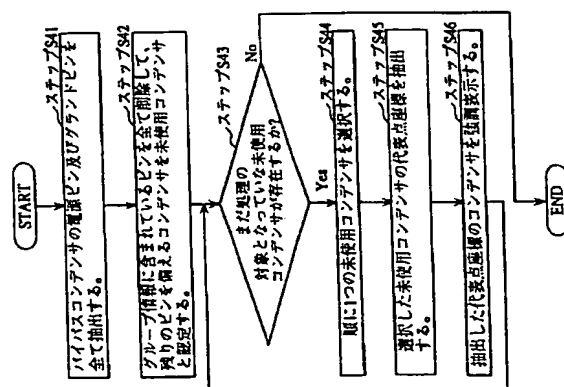 START
ステップS41
バイパスコンデンサの電源ピン及びグランドピンを
全て抽出する。
ステップS42
グループ情報に含まれているピンを全て削除して、
残りのピンを備えるコンデンサを未使用コンデンサ
と認定する。
ステップS43
まだ処理の
対象となっていな未使用
コンデンサが存在するか?
No
Yes
ステップS44
順に1つの未使用コンデンサを選択する。
ステップS45
選択した未使用コンデンサの代表点座標を抽出
する。
ステップS46
抽出した代表点座標のコンデンサを強調表示する。
END